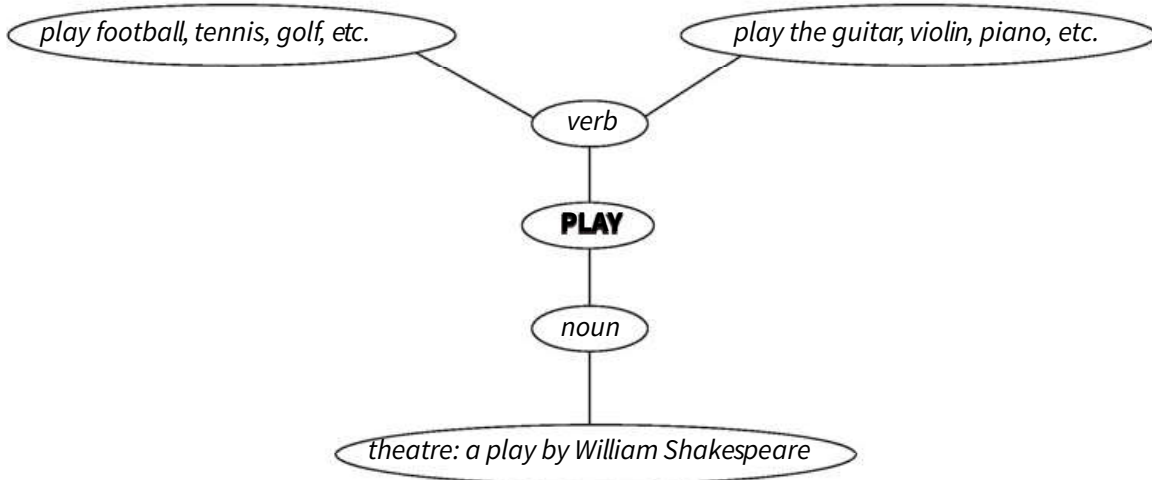 play football, tennis, golf, etc.
play the guitar, violin, piano, etc.
verb
PLAY
noun
theatre: a play by William Shakespeare